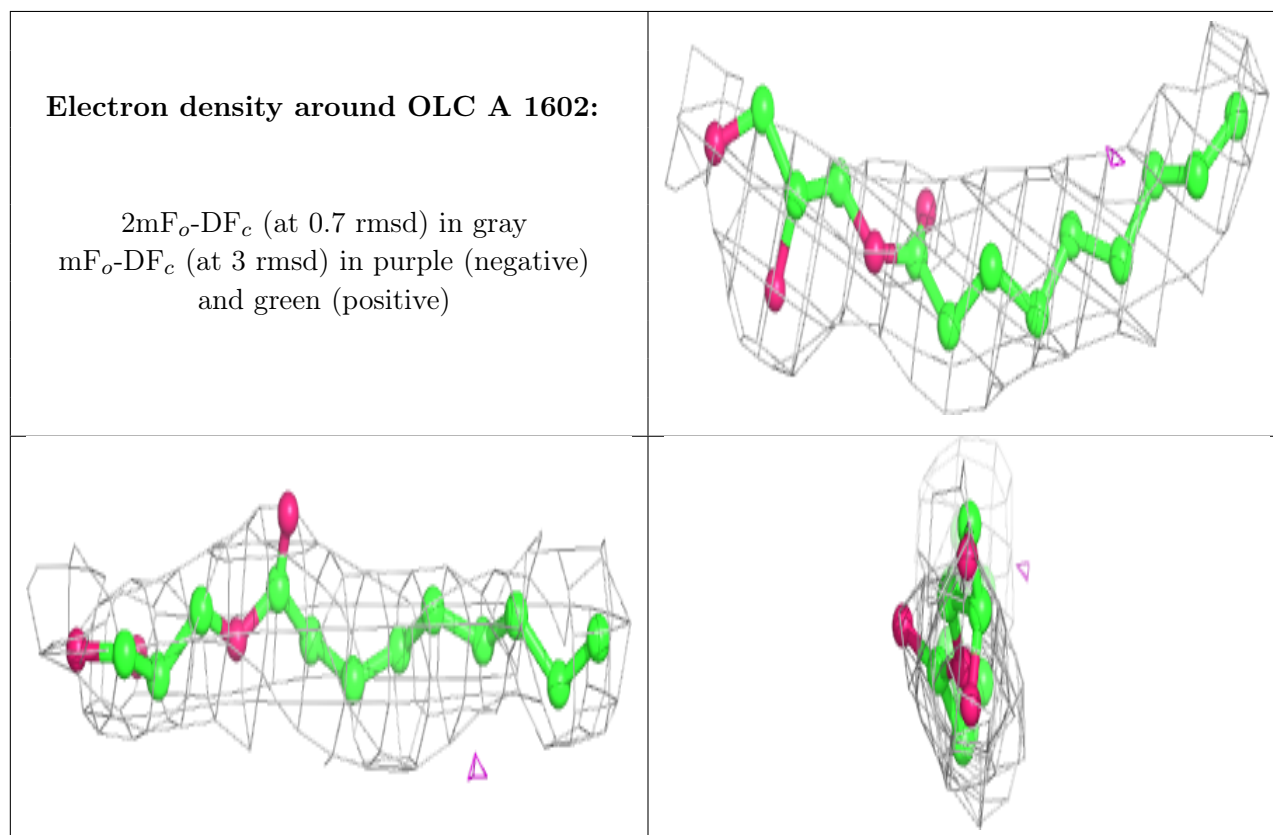 Electron density around OLC A 1602:
2mFo-DFc (at 0.7 rmsd) in gray
mFo-DFc (at 3 rmsd) in purple (negative)
and green (positive)